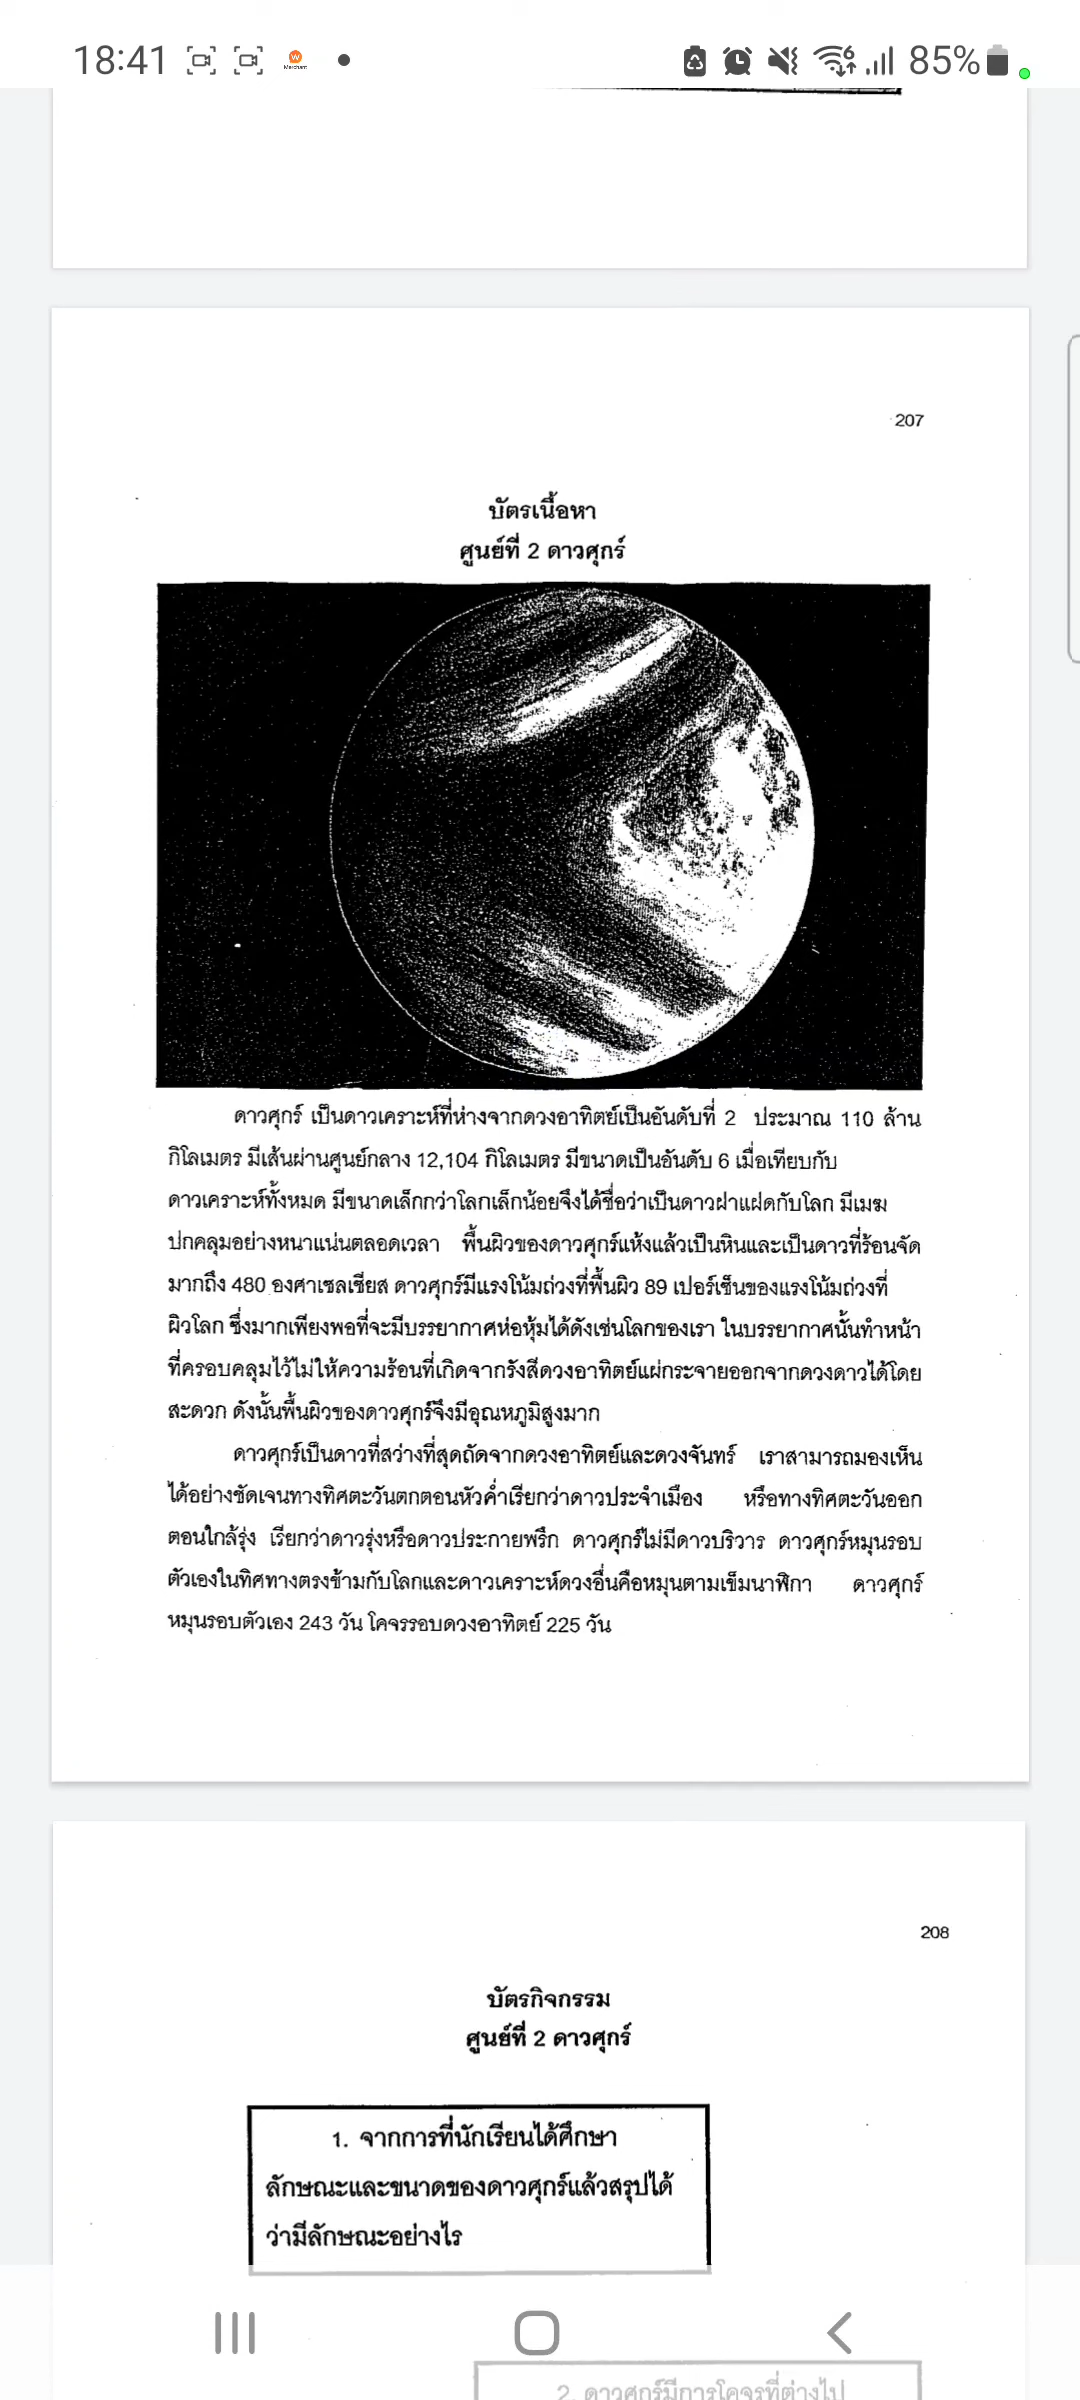 18:41
85%
207
บัตรเนื้อหา
ศูนย์ที่ 2 ดาวศุกร์
ดาวศุกร์ เป็นดาวเคราะห์ที่ห่างจากดวงอาทิตย์เป็นอันดับที่ 2 ประมาณ 110 ล้าน
กิโลเมตร มีเส้นผ่านศูนย์กลาง 12,104 กิโลเมตร มีขนาดเป็นอันดับ 6 เมื่อเทียบกับ
ดาวเคราะห์ทั้งหมด มีขนาดเล็กกว่าโลกเล็กน้อยจึงได้ชื่อว่าเป็นดาวฝาแฝดกับโลก มีเมฆ
ปกคลุมอย่างหนาแน่นตลอดเวลา พื้นผิวของดาวศุกร์แห้งแล้วเป็นหินและเป็นดาวที่ร้อนจัด
มากถึง 480 องศาเซลเซียส ดาวศุกร์มีแรงโน้มถ่วงที่พื้นผิว 89 เปอร์เซ็นของแรงโน้มถ่วงที่
ผิวโลก ซึ่งมากเพียงพอที่จะมีบรรยากาศห่อหุ้มได้ดังเช่นโลกของเรา ในบรรยากาศนั้นทำหน้า
ที่ครอบคลุมไว้ไม่ให้ความร้อนที่เกิดจากรังสีดวงอาทิตย์แผ่กระจายออกจากดวงดาวได้โดย
สะดวก ดังนั้นพื้นผิวของดาวศุกร์จึงมีอุณหภูมิสูงมาก
ดาวศุกร์เป็นดาวที่สว่างที่สุดถัดจากดวงอาทิตย์และดวงจันทร์ เราสามารถมองเห็น
ได้อย่างชัดเจนทางทิศตะวันตกตอนหัวค่ำเรียกว่าดาวประจำเมือง หรือทางทิศตะวันออก
ตอนใกล้รุ่ง เรียกว่าดาวรุ่งหรือดาวประกายพรึก ดาวศุกร์ไม่มีดาวบริวาร ดาวศุกร์หมุนรอบ
ตัวเองในทิศทางตรงข้ามกับโลกและดาวเคราะห์ดวงอื่นคือหมุนตามเข็มนาฬิกา ดาวศุกร์
หมุนรอบตัวเอง 243 วัน โคจรรอบดวงอาทิตย์ 225 วัน
208
บัตรกิจกรรม
ศูนย์ที่ 2 ดาวศุกร์
1. จากการที่นักเรียนได้ศึกษา
ลักษณะและขนาดของดาวศุกร์แล้วสรุปได้
ว่ามีลักษณะอย่างไร
2. ดาวศุกร์มีการโคจรที่ต่างไป